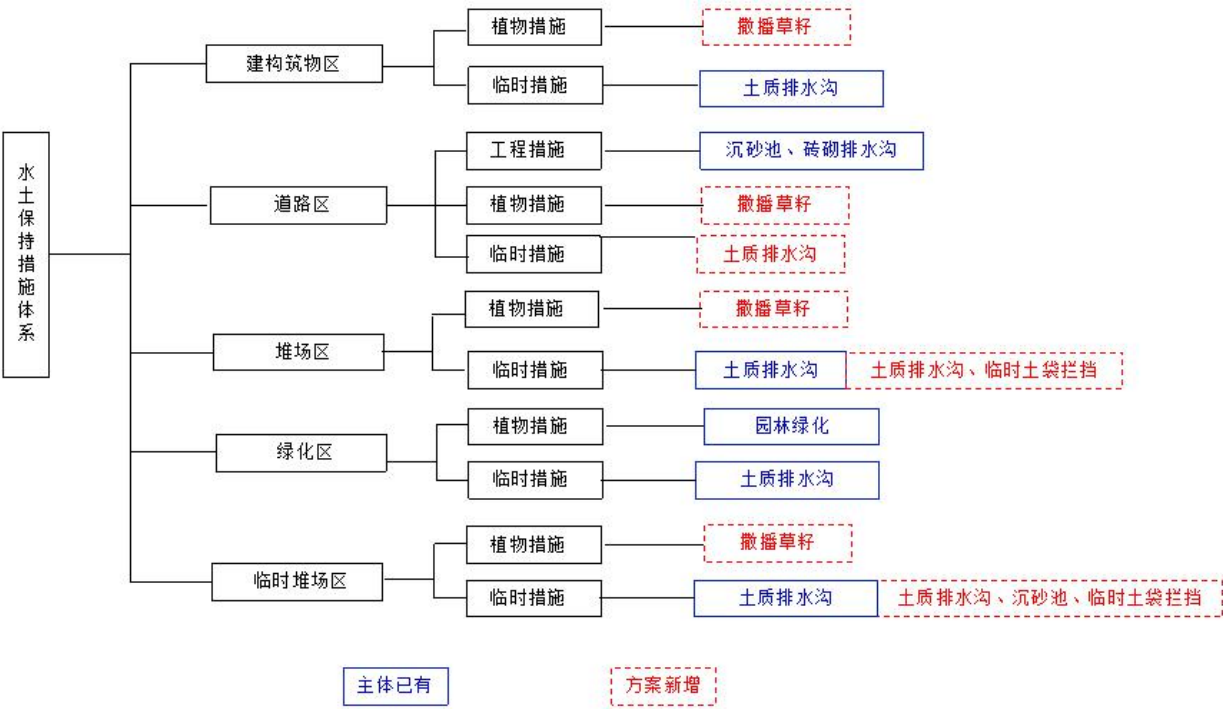 水土保持措施体系
建构筑物区
植物措施
撒播草籽
临时措施
土质排水沟
道路区
工程措施
沉砂池、砖砌排水沟
植物措施
撒播草籽
临时措施
土质排水沟
堆场区
植物措施
撒播草籽
临时措施
土质排水沟
土质排水沟、临时土袋拦挡
绿化区
植物措施
园林绿化
临时措施
土质排水沟
临时堆场区
植物措施
撒播草籽
临时措施
土质排水沟
土质排水沟、沉砂池、临时土袋拦挡
主体已有
方案新增